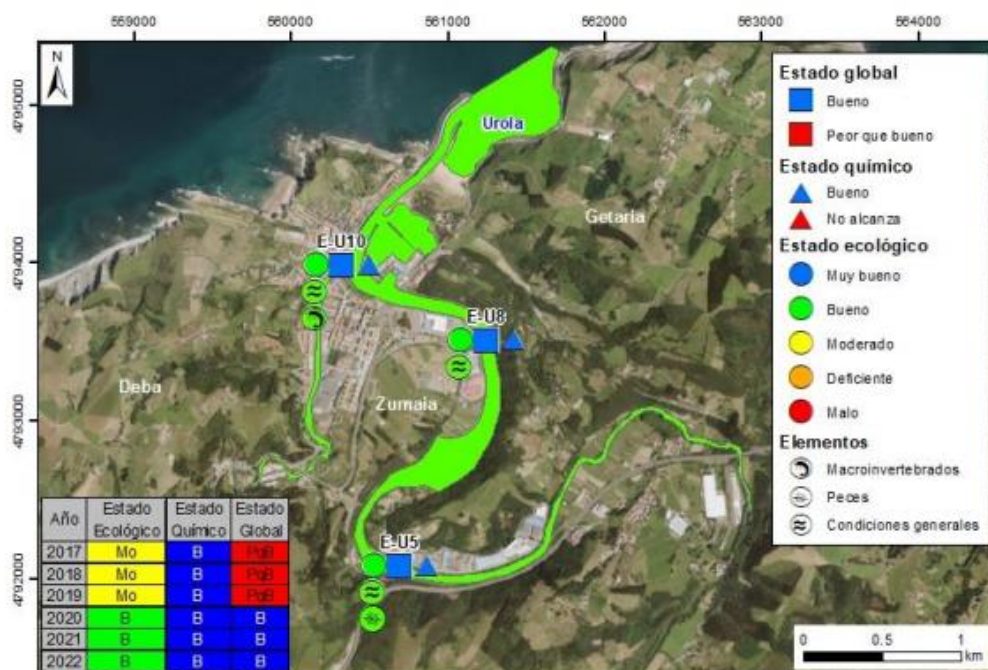 559000 560000 561000 562000 563000 564000
N
4795000
4794000
4793000
4792000
Urola
Getaria
E-U10
E-U8
Deba
Zumaia
E-U5
Estado global
Bueno
Peor que bueno
Estado químico
Bueno
No alcanza
Estado ecológico
Muy bueno
Bueno
Moderado
Deficiente
Malo
Elementos
Macroinvertebrados
Peces
Condiciones generales
Año Estado Ecológico Estado Químico Estado Global
2017 Mo B PqB
2018 Mo B PqB
2019 Mo B PqB
2020 B B B
2021 B B B
2022 B B B
0 0.5 1
km